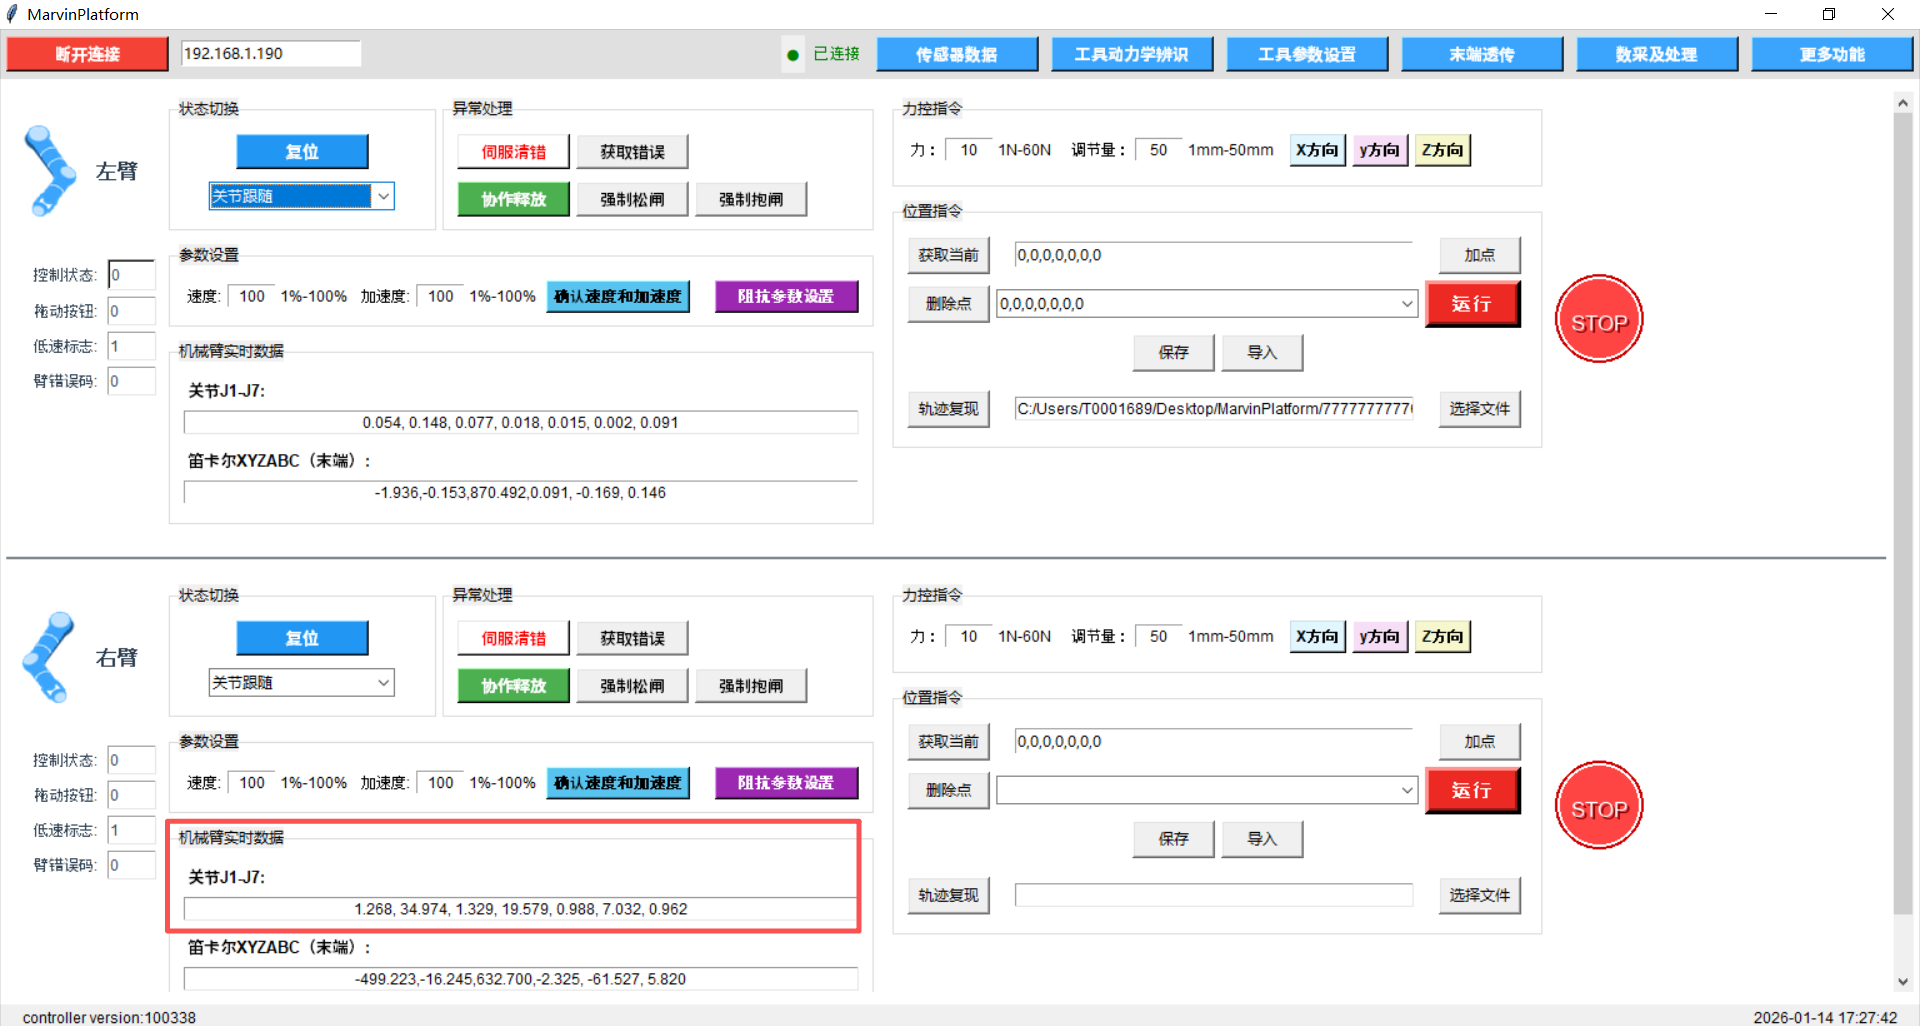 MarvinPlatform
断开连接 192.168.1.190 已连接 传感器数据 工具动力学辨识 工具参数设置 末端透传 数采及处理 更多功能
左臂
状态切换
复位
关节跟随
异常处理
伺服清错 获取错误
协作释放 强制松闸 强制抱闸
控制状态: 0
拖动按钮: 0
低速标志: 1
臂错误码: 0
参数设置
速度: 100 1%-100% 加速度: 100 1%-100% 确认速度和加速度 阻抗参数设置
机械臂实时数据
关节J1-J7:
0.054, 0.148, 0.077, 0.018, 0.015, 0.002, 0.091
笛卡尔XYZABC（末端）:
-1.936,-0.153,870.492,0.091, -0.169, 0.146
力控指令
力: 10 1N-60N 调节量: 50 1mm-50mm X方向 y方向 Z方向
位置指令
获取当前 0,0,0,0,0,0,0 加点
删除点 0,0,0,0,0,0,0 运行
保存 导入
轨迹复现 C:/Users/T0001689/Desktop/MarvinPlatform/7777777777 选择文件
STOP
右臂
状态切换
复位
关节跟随
异常处理
伺服清错 获取错误
协作释放 强制松闸 强制抱闸
控制状态: 0
拖动按钮: 0
低速标志: 1
臂错误码: 0
参数设置
速度: 100 1%-100% 加速度: 100 1%-100% 确认速度和加速度 阻抗参数设置
机械臂实时数据
关节J1-J7:
1.268, 34.974, 1.329, 19.579, 0.988, 7.032, 0.962
笛卡尔XYZABC（末端）:
-499.223,-16.245,632.700,-2.325, -61.527, 5.820
力控指令
力: 10 1N-60N 调节量: 50 1mm-50mm X方向 y方向 Z方向
位置指令
获取当前 0,0,0,0,0,0,0 加点
删除点 运行
保存 导入
轨迹复现 选择文件
STOP
controller version:100338 2026-01-14 17:27:42